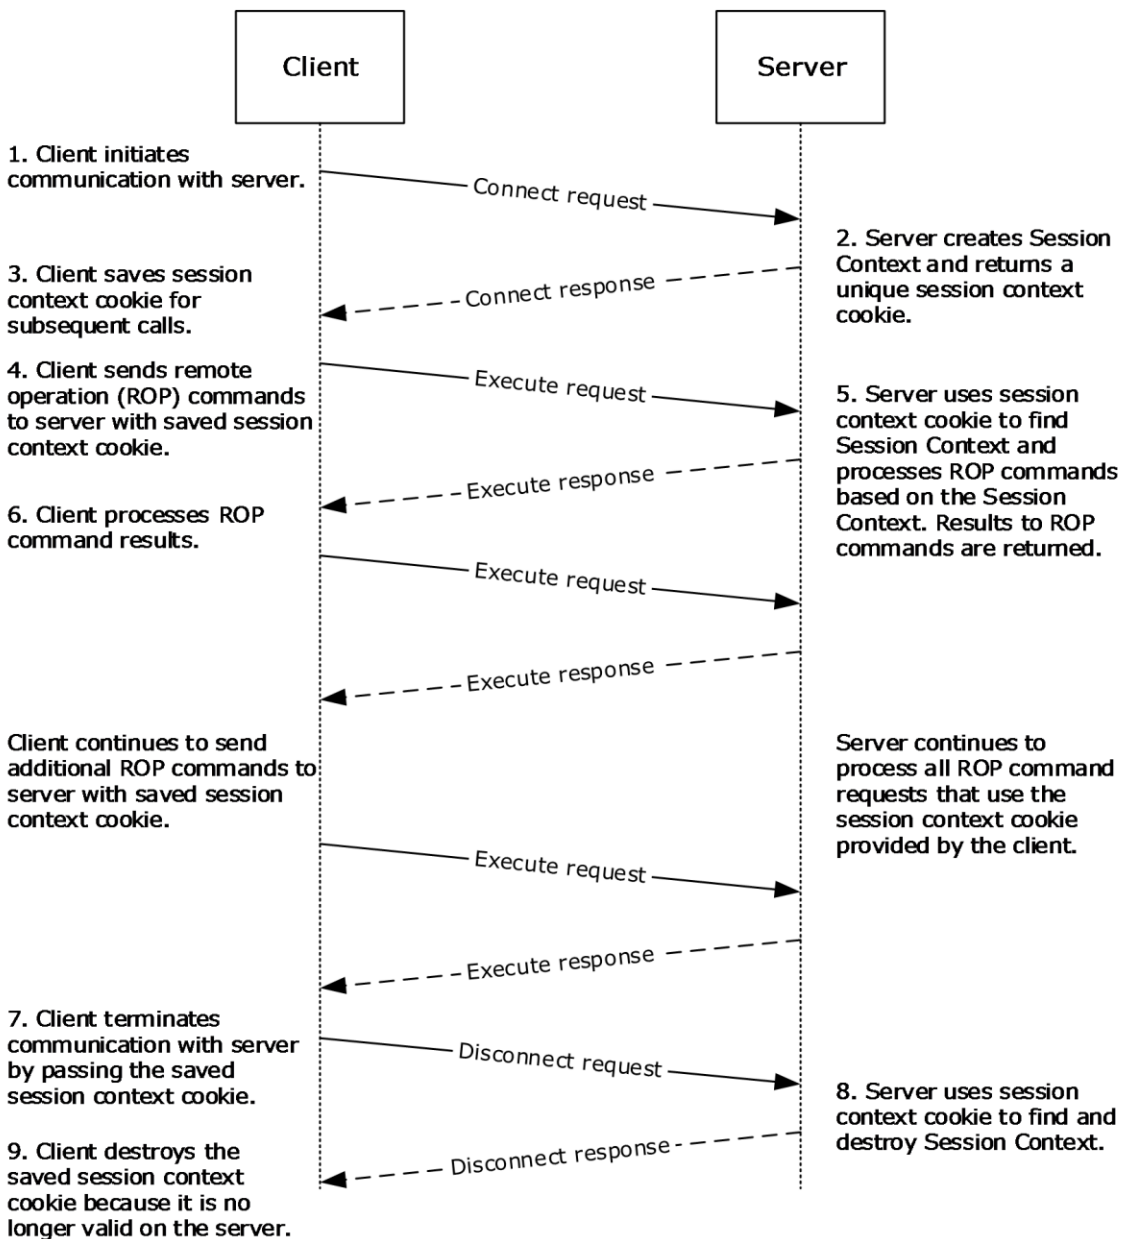 Client
Server
1. Client initiates
communication with server.
Connect request
2. Server creates Session
Context and returns a
unique session context
cookie.
3. Client saves session
context cookie for
subsequent calls.
Connect response
4. Client sends remote
operation (ROP) commands
to server with saved session
context cookie.
Execute request
5. Server uses session
context cookie to find
Session Context and
processes ROP commands
based on the Session
Context. Results to ROP
commands are returned.
Execute response
6. Client processes ROP
command results.
Execute request
Execute response
Client continues to send
additional ROP commands to
server with saved session
context cookie.
Server continues to
process all ROP command
requests that use the
session context cookie
provided by the client.
Execute request
Execute response
7. Client terminates
communication with server
by passing the saved
session context cookie.
Disconnect request
8. Server uses session
context cookie to find and
destroy Session Context.
Disconnect response
9. Client destroys the
saved session context
cookie because it is no
longer valid on the server.